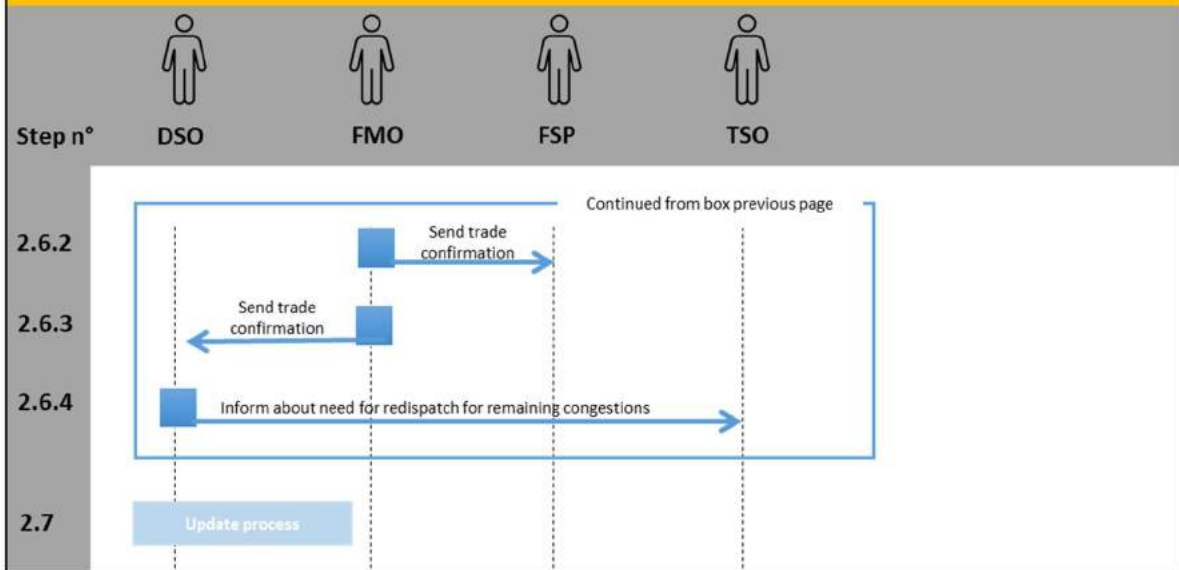 Step n° DSO FMO FSP TSO
Continued from box previous page
2.6.2
Send trade
confirmation
2.6.3
Send trade
confirmation
2.6.4
Inform about need for redispatch for remaining congestions
2.7
Update process